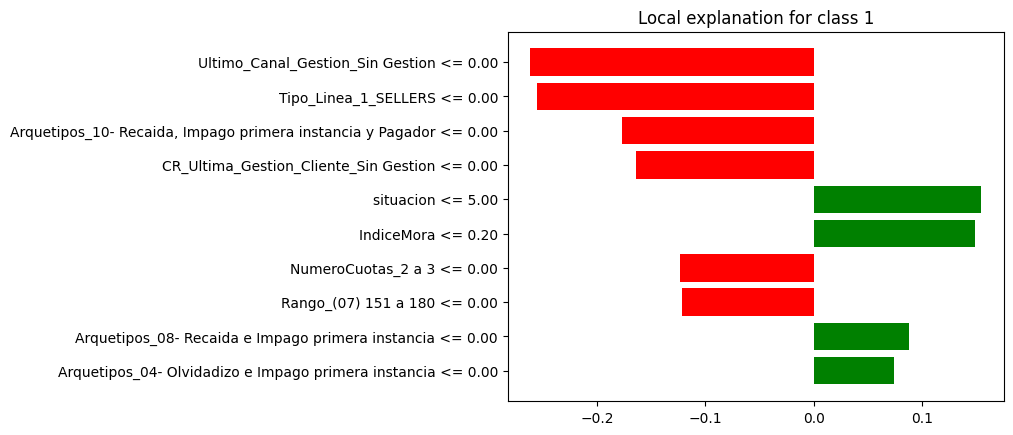 Local explanation for class 1
Ultimo_Canal_Gestion_Sin Gestion <= 0.00
Tipo_Linea_1_SELLERS <= 0.00
Arquetipos_10- Recaida, Impago primera instancia y Pagador <= 0.00
CR_Ultima_Gestion_Cliente_Sin Gestion <= 0.00
situacion <= 5.00
IndiceMora <= 0.20
NumeroCuotas_2 a 3 <= 0.00
Rango_(07) 151 a 180 <= 0.00
Arquetipos_08- Recaida e Impago primera instancia <= 0.00
Arquetipos_04- Olvidadizo e Impago primera instancia <= 0.00
−0.2 −0.1 0.0 0.1